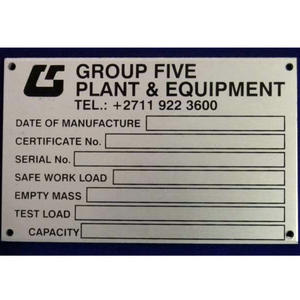 GROUP FIVE
PLANT & EQUIPMENT
TEL.: +2711 922 3600
DATE OF MANUFACTURE
CERTIFICATE No.
SERIAL No.
SAFE WORK LOAD
EMPTY MASS
TEST LOAD
CAPACITY